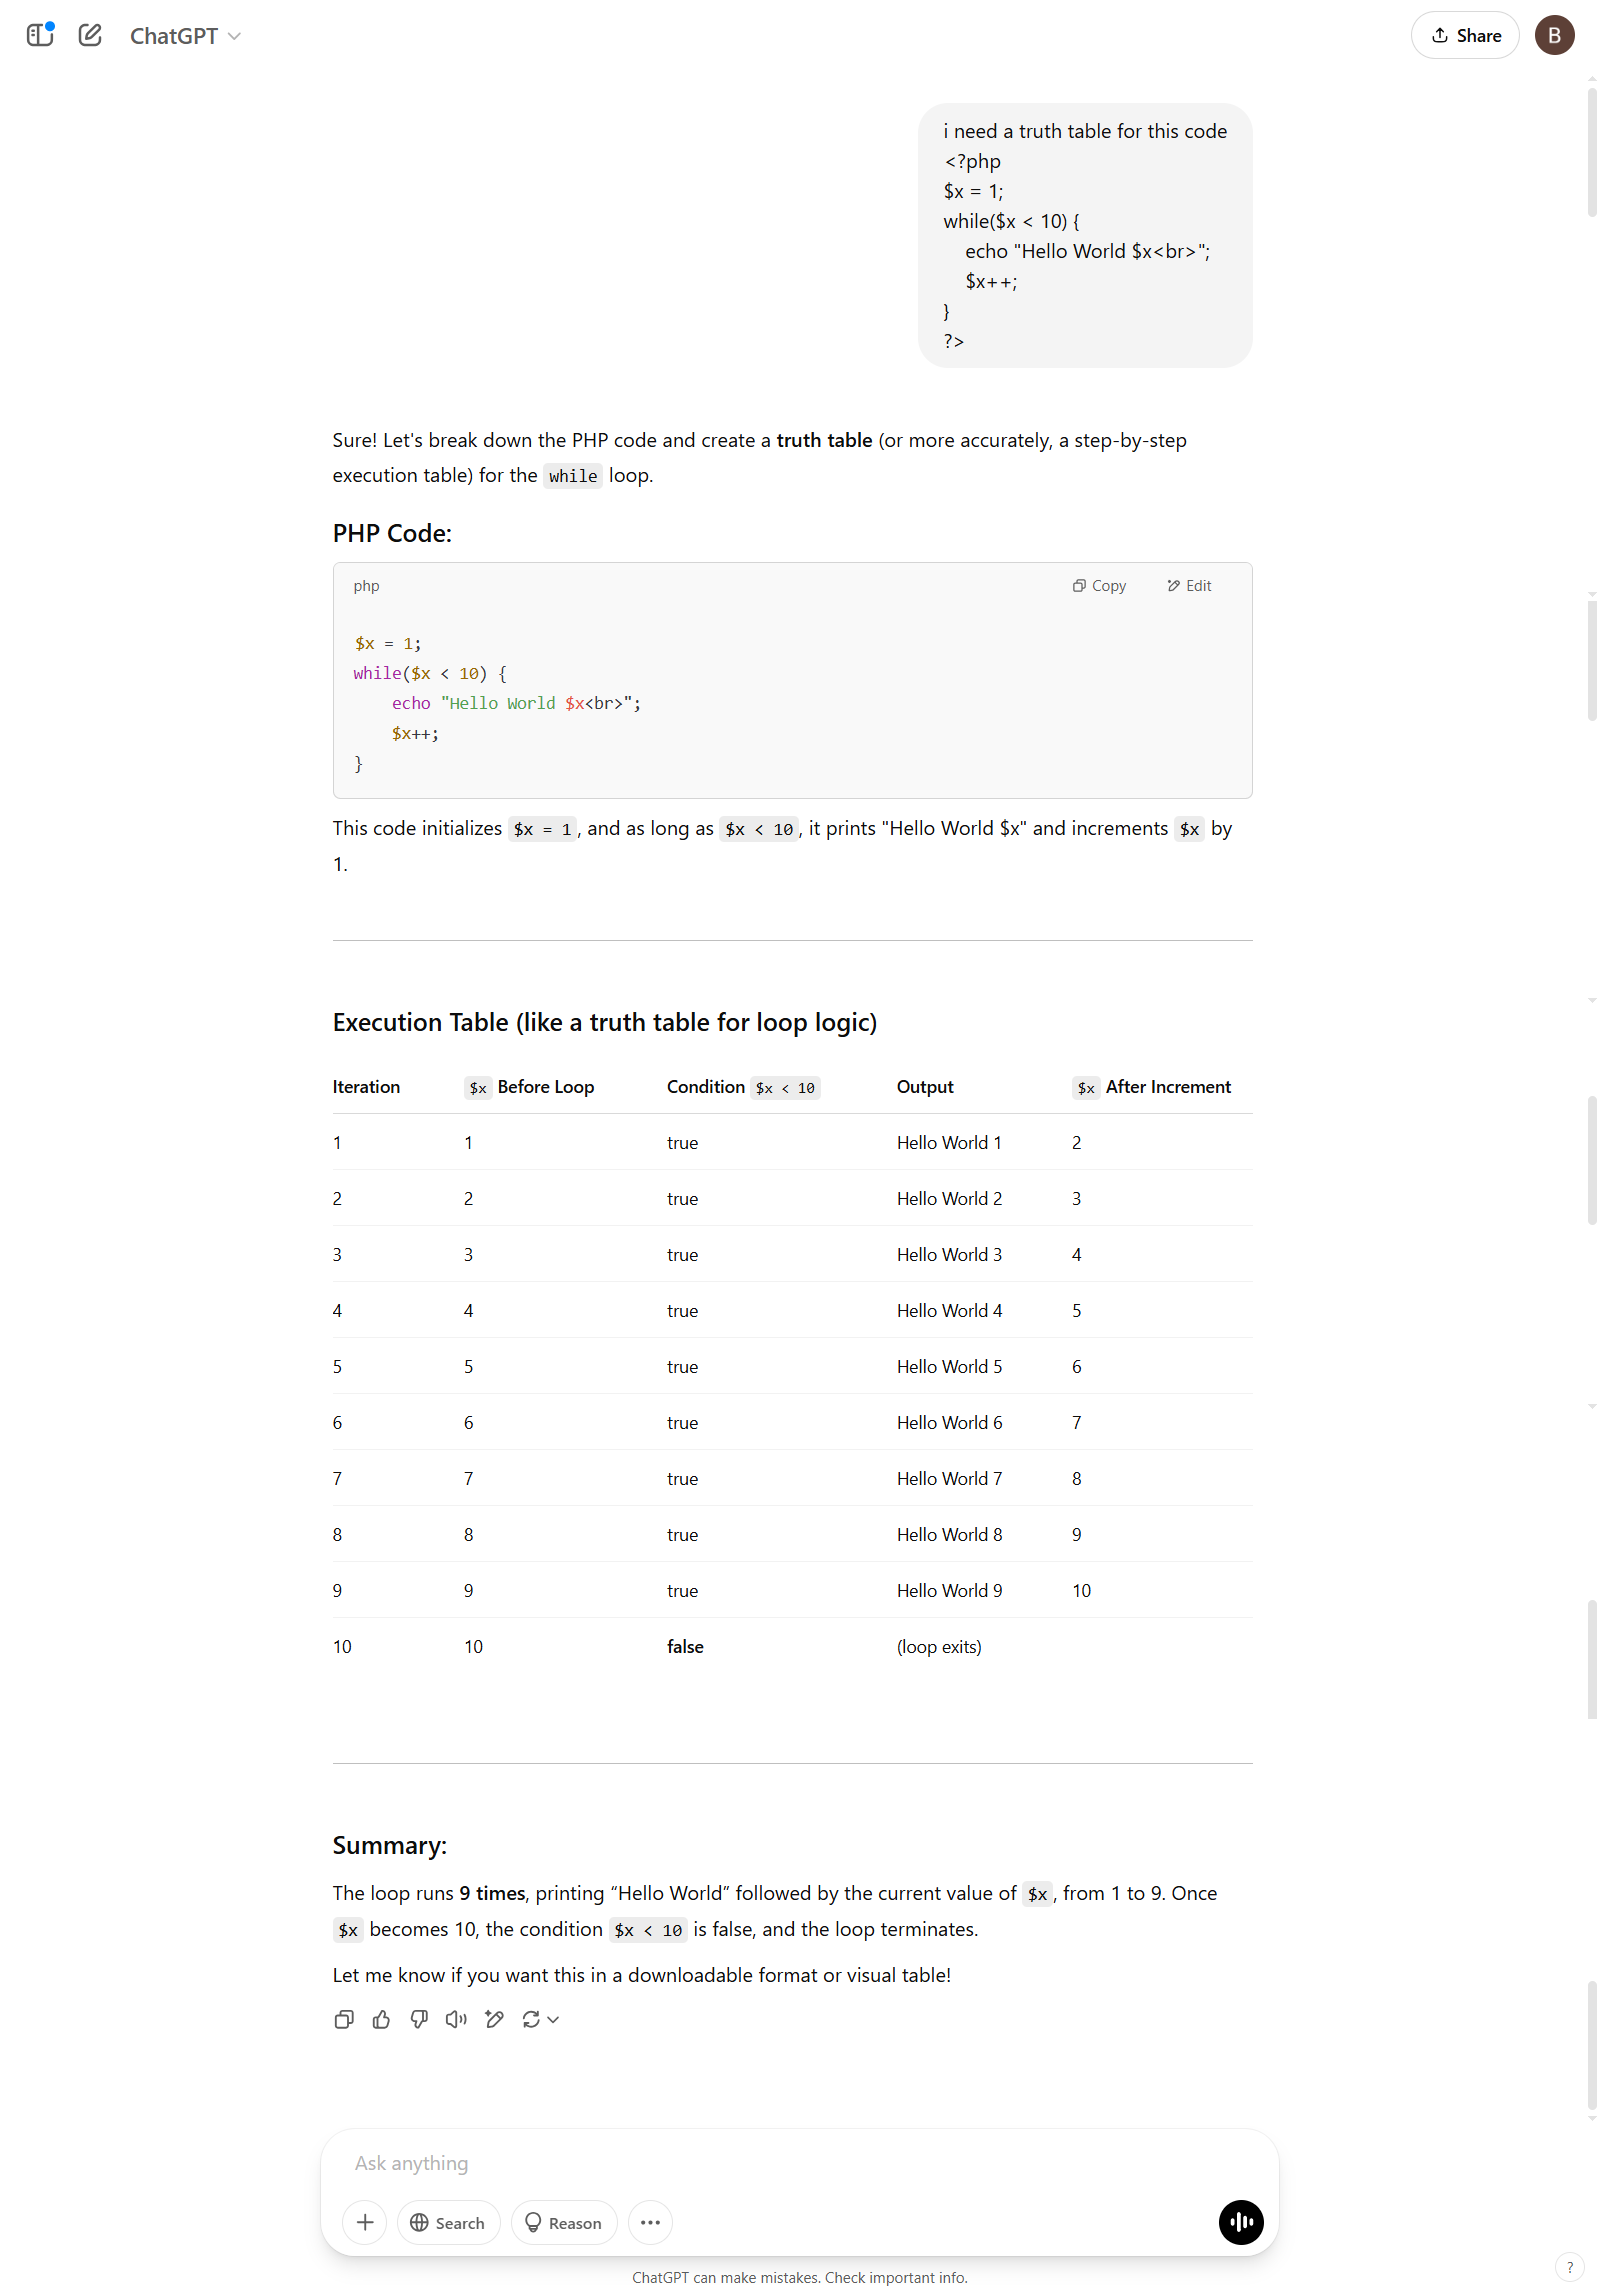 ChatGPT
Share
B
i need a truth table for this code
<?php
$x = 1;
while($x < 10) {
    echo "Hello World $x<br>";
    $x++;
}
?>
Sure! Let's break down the PHP code and create a truth table (or more accurately, a step-by-step
execution table) for the while loop.
PHP Code:
php Copy Edit
$x = 1;
while($x < 10) {
    echo "Hello World $x<br>";
    $x++;
}
This code initializes $x = 1, and as long as $x < 10, it prints "Hello World $x" and increments $x by
1.
Execution Table (like a truth table for loop logic)
Iteration $x Before Loop Condition $x < 10 Output $x After Increment
1 1 true Hello World 1 2
2 2 true Hello World 2 3
3 3 true Hello World 3 4
4 4 true Hello World 4 5
5 5 true Hello World 5 6
6 6 true Hello World 6 7
7 7 true Hello World 7 8
8 8 true Hello World 8 9
9 9 true Hello World 9 10
10 10 false (loop exits)
Summary:
The loop runs 9 times, printing “Hello World” followed by the current value of $x, from 1 to 9. Once
$x becomes 10, the condition $x < 10 is false, and the loop terminates.
Let me know if you want this in a downloadable format or visual table!
Ask anything
Search Reason
ChatGPT can make mistakes. Check important info.
?